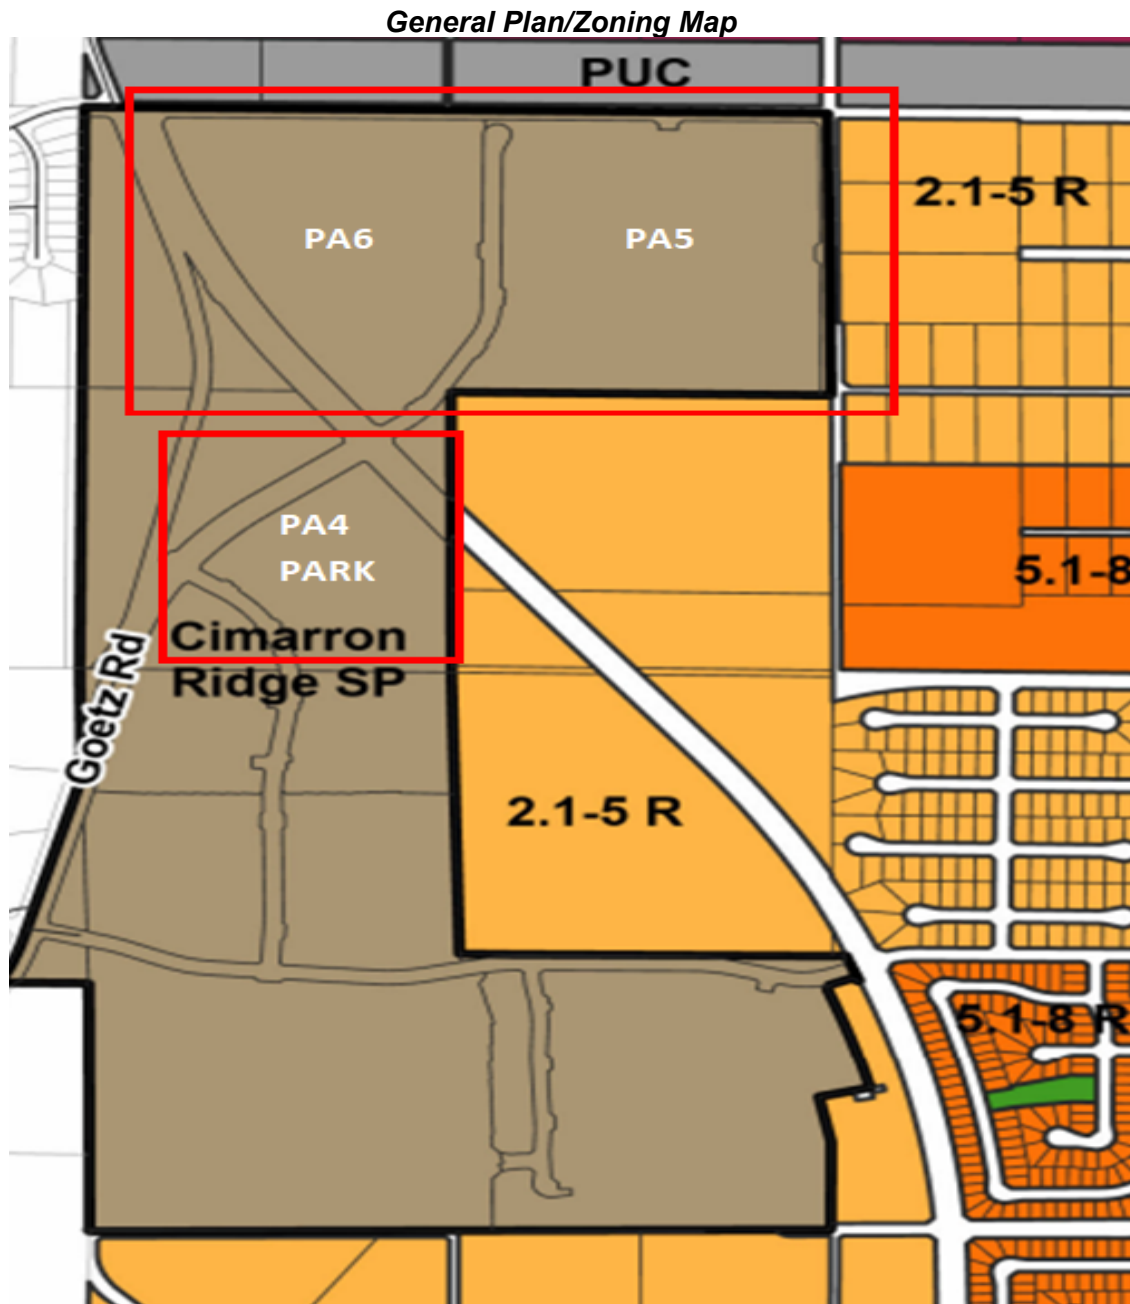 General Plan/Zoning Map
PUC
2.1-5 R
PA6
PA5
PA4
PARK
5.1-8
Cimarron
Ridge SP
Goetz Rd
2.1-5 R
5.1-8 R